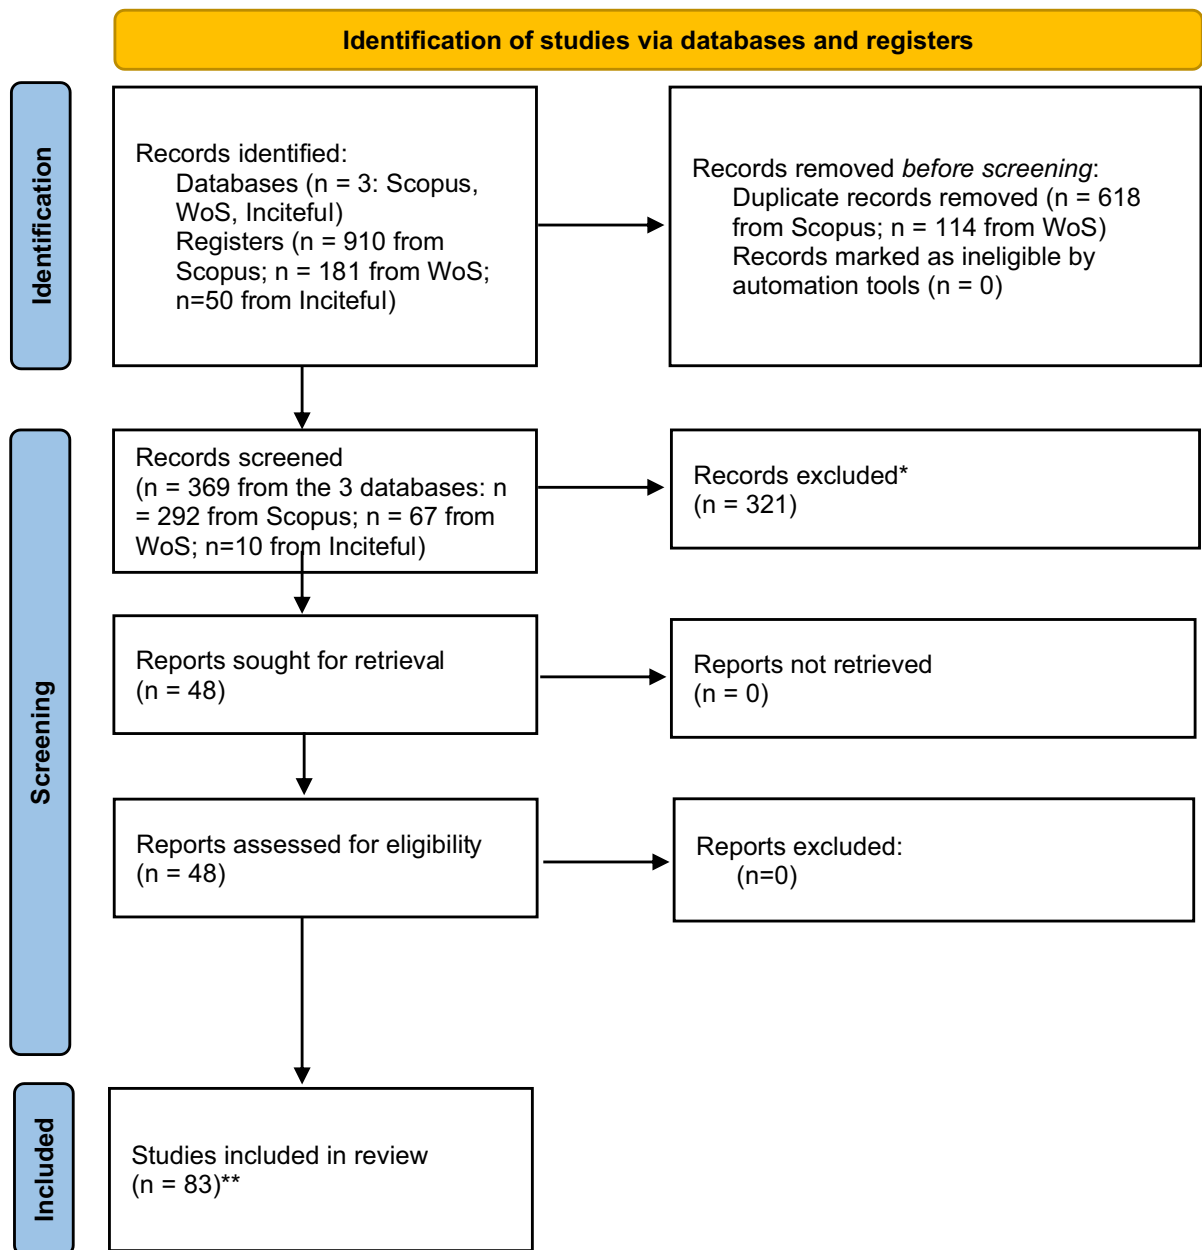 Identification of studies via databases and registers
Identification
Records identified:
Databases (n = 3: Scopus,
WoS, Inciteful)
Registers (n = 910 from
Scopus; n = 181 from WoS;
n=50 from Inciteful)
Records removed before screening:
Duplicate records removed (n = 618
from Scopus; n = 114 from WoS)
Records marked as ineligible by
automation tools (n = 0)
Screening
Records screened
(n = 369 from the 3 databases: n
= 292 from Scopus; n = 67 from
WoS; n=10 from Inciteful)
Records excluded*
(n = 321)
Reports sought for retrieval
(n = 48)
Reports not retrieved
(n = 0)
Reports assessed for eligibility
(n = 48)
Reports excluded:
(n=0)
Included
Studies included in review
(n = 83)**